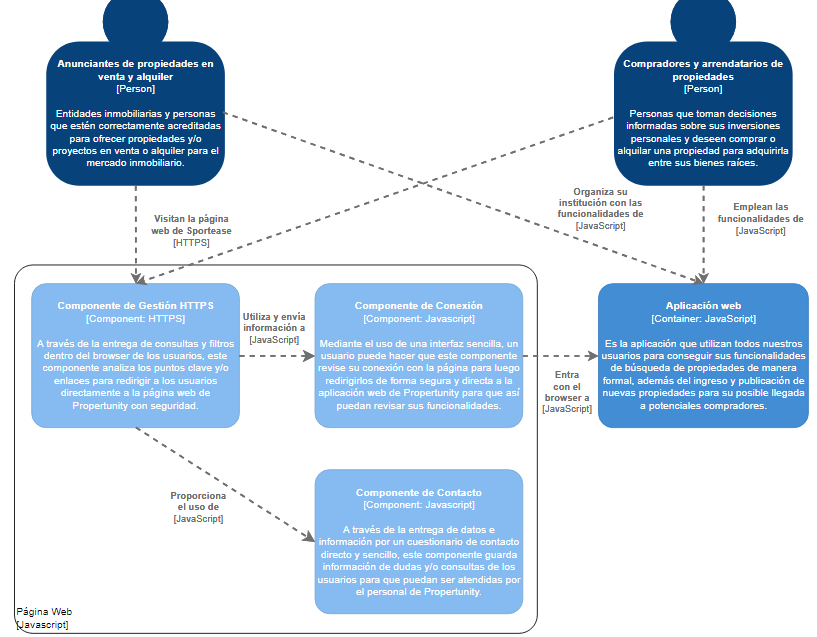 Anunciantes de propiedades en
venta y alquiler
[Person]
Entidades inmobiliarias y personas
que estén correctamente acreditadas
para ofrecer propiedades y/o
proyectos en venta o alquiler para el
mercado inmobiliario.
Compradores y arrendatarios de
propiedades
[Person]
Personas que toman decisiones
informadas sobre sus inversiones
personales y deseen comprar o
alquilar una propiedad para adquirirla
entre sus bienes raíces.
Visitan la página
web de Sportease
[HTTPS]
Organiza su
institución con las
funcionalidades de
[JavaScript]
Emplean las
funcionalidades de
[JavaScript]
Componente de Gestión HTTPS
[Component: HTTPS]
A través de la entrega de consultas y filtros
dentro del browser de los usuarios, este
componente analiza los puntos clave y/o
enlaces para redirigir a los usuarios
directamente a la página web de
Propertunity con seguridad.
Utiliza y envía
información a
[JavaScript]
Componente de Conexión
[Component: Javascript]
Mediante el uso de una interfaz sencilla, un
usuario puede hacer que este componente
revise su conexión con la página para luego
redirigirlos de forma segura y directa a la
aplicación web de Propertunity para que así
puedan revisar sus funcionalidades.
Entra
con el
browser a
[JavaScript]
Aplicación web
[Container: JavaScript]
Es la aplicación que utilizan todos nuestros
usuarios para conseguir sus funcionalidades
de búsqueda de propiedades de manera
formal, además del ingreso y publicación de
nuevas propiedades para su posible llegada
a potenciales compradores.
Proporciona
el uso de
[JavaScript]
Componente de Contacto
[Component: Javascript]
A través de la entrega de datos e
información por un cuestionario de contacto
directo y sencillo, este componente guarda
información de dudas y/o consultas de los
usuarios para que puedan ser atendidas por
el personal de Propertunity.
Página Web
[Javascript]